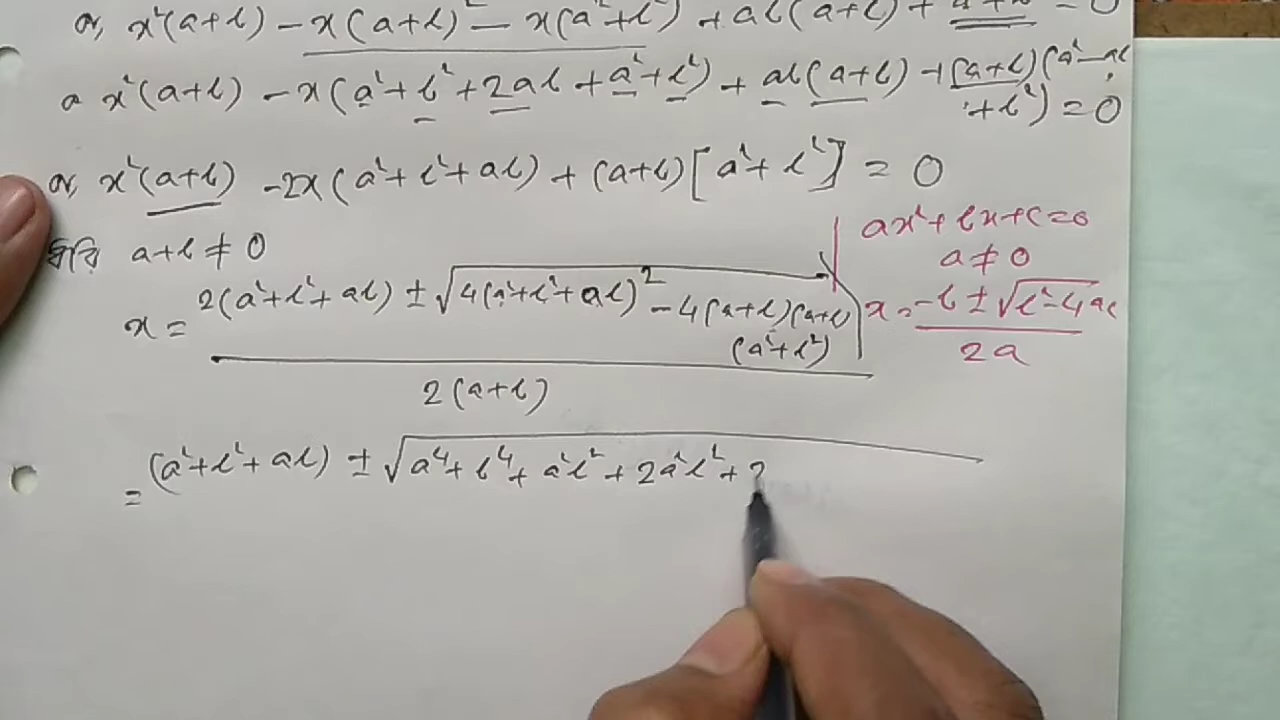 or, x²(a+b) - x(a+b)² - x(a²+b²) + ab(a+b) +
or x²(a+b) - x(a²+b²+2ab+a²+b²) + ab(a+b) + (a+b)(a²-ab
+b²) = 0
or, x²(a+b) -2x(a²+b²+ab) + (a+b)[a²+b²] = 0
ax²+bx+c=0
যদি a+b ≠ 0
a ≠ 0
x = 2(a²+b²+ab) ± √4(a²+b²+ab)² - 4(a+b)(a+b)
(a²+b²)
2(a+b)
x = -b ± √b²-4ac
2a
= (a²+b²+ab) ± √a⁴+b⁴+a²b²+2a²b²+2